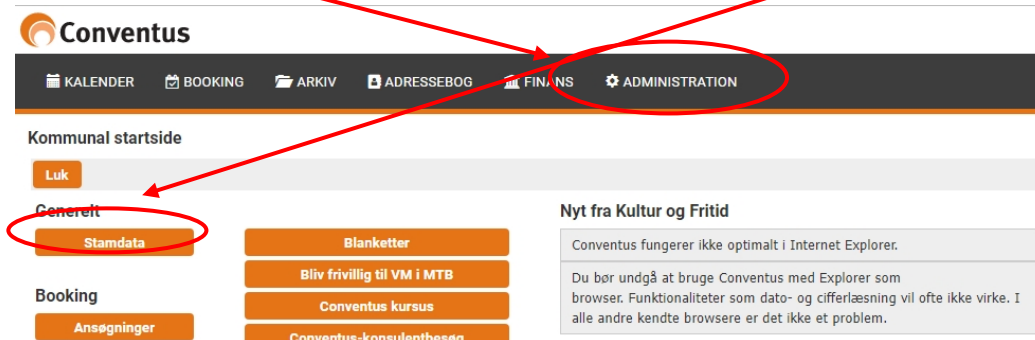 Conventus
KALENDER BOOKING ARKIV ADRESSEBOG FINANS ADMINISTRATION
Kommunal startside
Luk
Generelt
Stamdata
Booking
Ansøgninger
Blanketter
Bliv frivillig til VM i MTB
Conventus kursus
Conventus-konsulentbesøg
Nyt fra Kultur og Fritid
Conventus fungerer ikke optimalt i Internet Explorer.
Du bør undgå at bruge Conventus med Explorer som
browser. Funktionaliteter som dato- og cifferlæsning vil ofte ikke virke. I
alle andre kendte browsere er det ikke et problem.